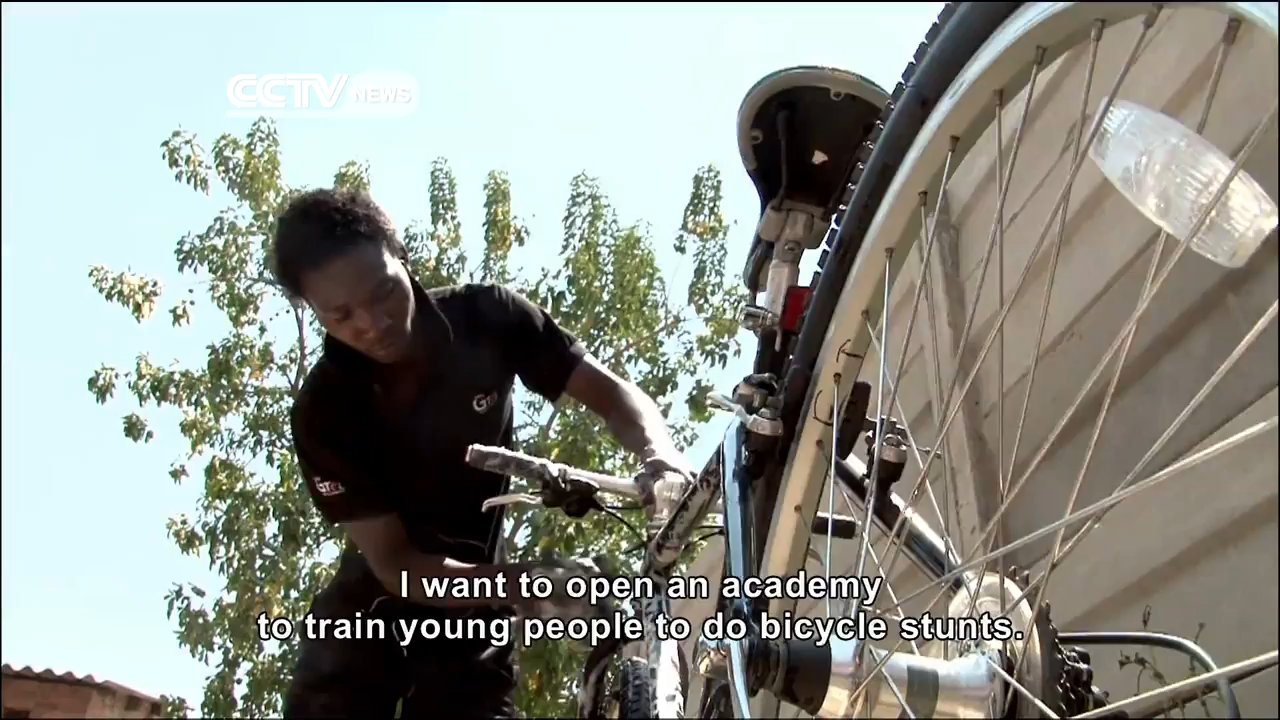 CCTV NEWS
I want to open an academy
to train young people to do bicycle stunts.